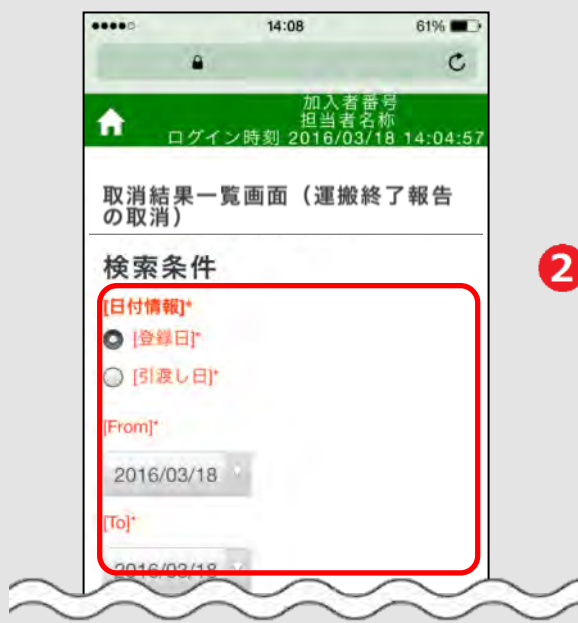 14:08
61%
加入者番号
担当者名称
ログイン時刻 2016/03/18 14:04:57
取消結果一覧画面（運搬終了報告
の取消）
検索条件
[日付情報]*
[登録日]*
[引渡し日]*
[From]*
2016/03/18
[To]*
2016/03/18
2